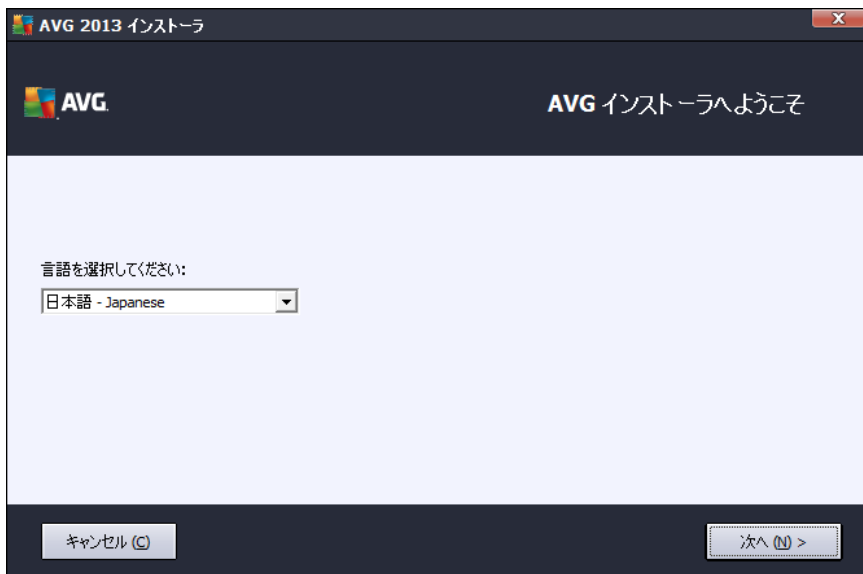 AVG 2013 インストーラ
X
AVG.
AVG インストーラへようこそ
言語を選択してください:
日本語 - Japanese
キャンセル (C)
次へ (N) >